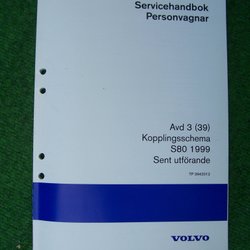 Servicehandbok
Personvagnar
Avd 3 (39)
Kopplingsschema
S80 1999
Sent utförande
VOLVO